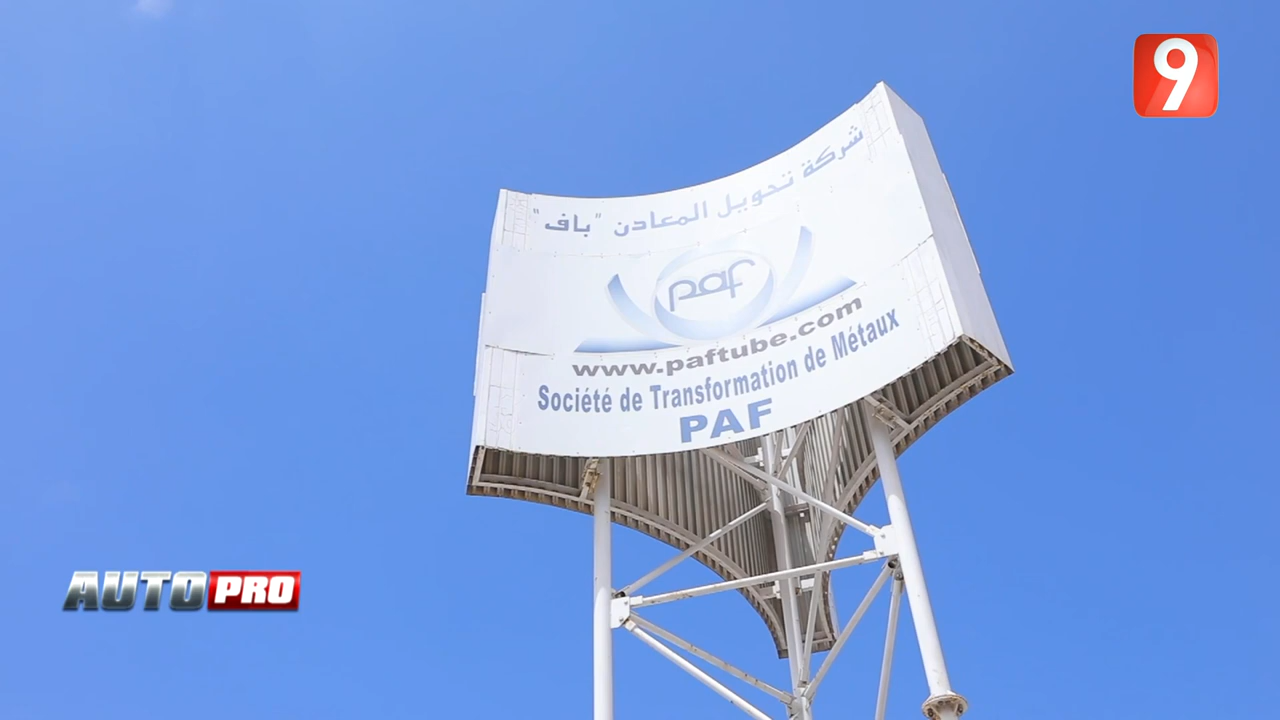 9
شركة تحويل المعادن "باف"
paf
www.paftube.com
Société de Transformation de Métaux
PAF
AUTO PRO